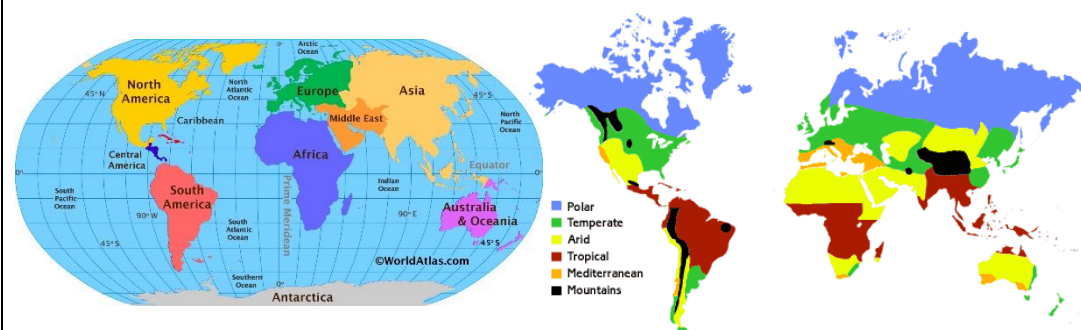 Arctic
Ocean
0°
North
America
45° N
North
Atlantic
Ocean
Europe
Asia
45° S
North
Pacific
Ocean
Middle East
Caribbean
Central
America
Africa
Equator
0°
0°
South
Pacific
Ocean
South
America
90° W
South
Atlantic
Ocean
Prime Meridean
Indian
Ocean
90° E
Australia
& Oceania
45° S
45° S
©WorldAtlas.com
Southern
Ocean
0°
Antarctica
Polar
Temperate
Arid
Tropical
Mediterranean
Mountains